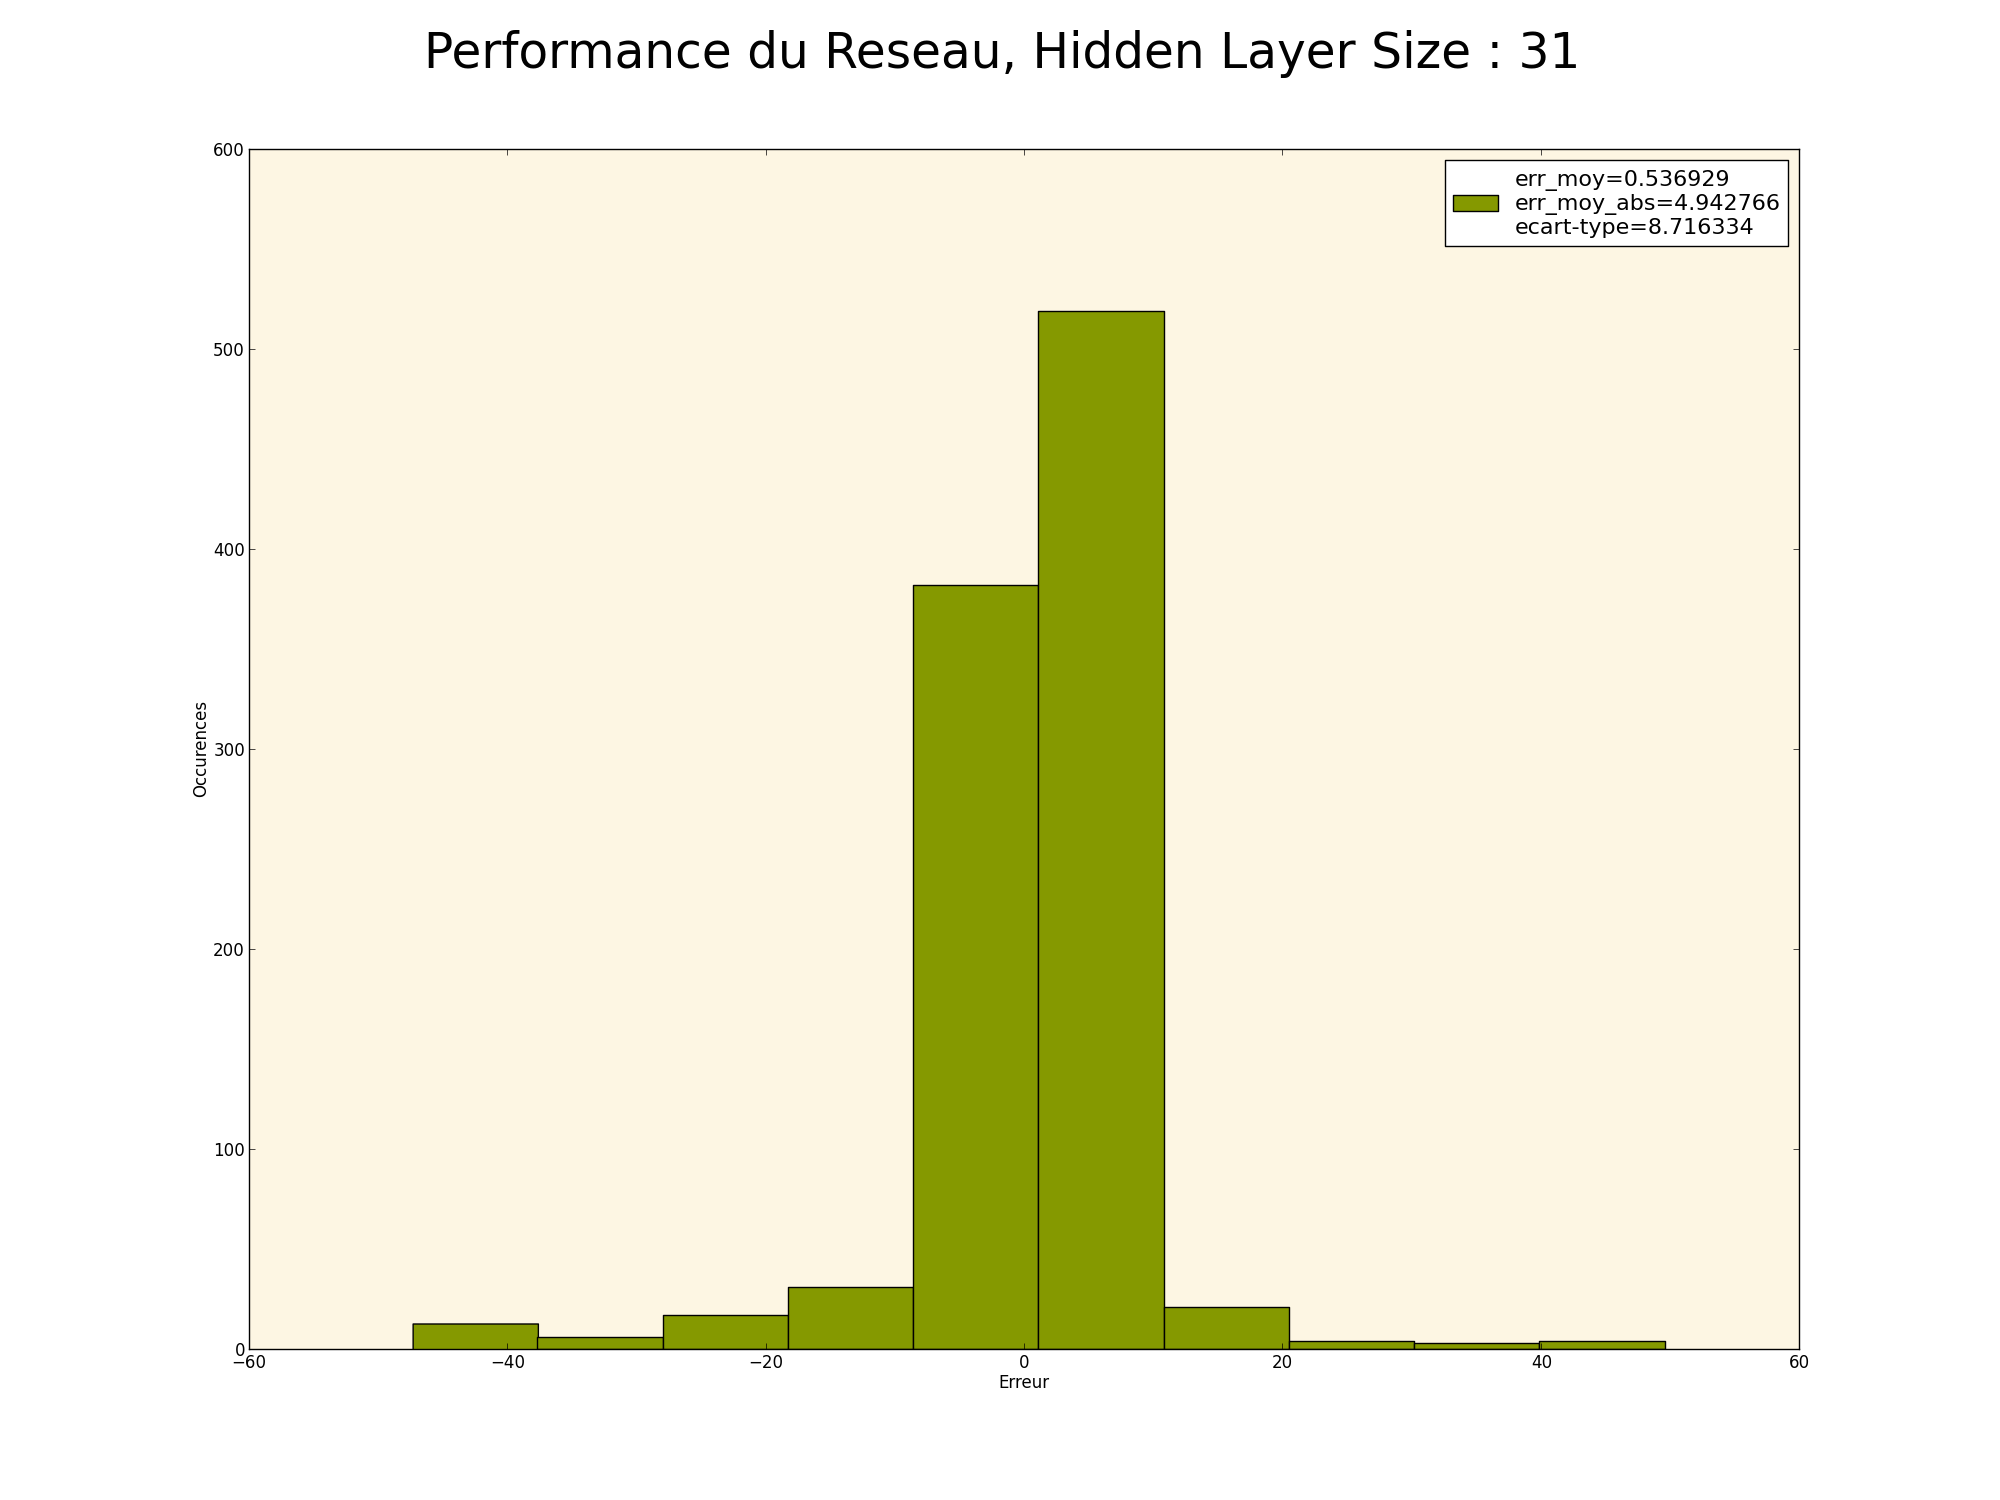 Performance du Reseau, Hidden Layer Size : 31
600
err_moy=0.536929
err_moy_abs=4.942766
ecart-type=8.716334
500
400
300
Occurences
200
100
0
−60 −40 −20 0 20 40 60
Erreur